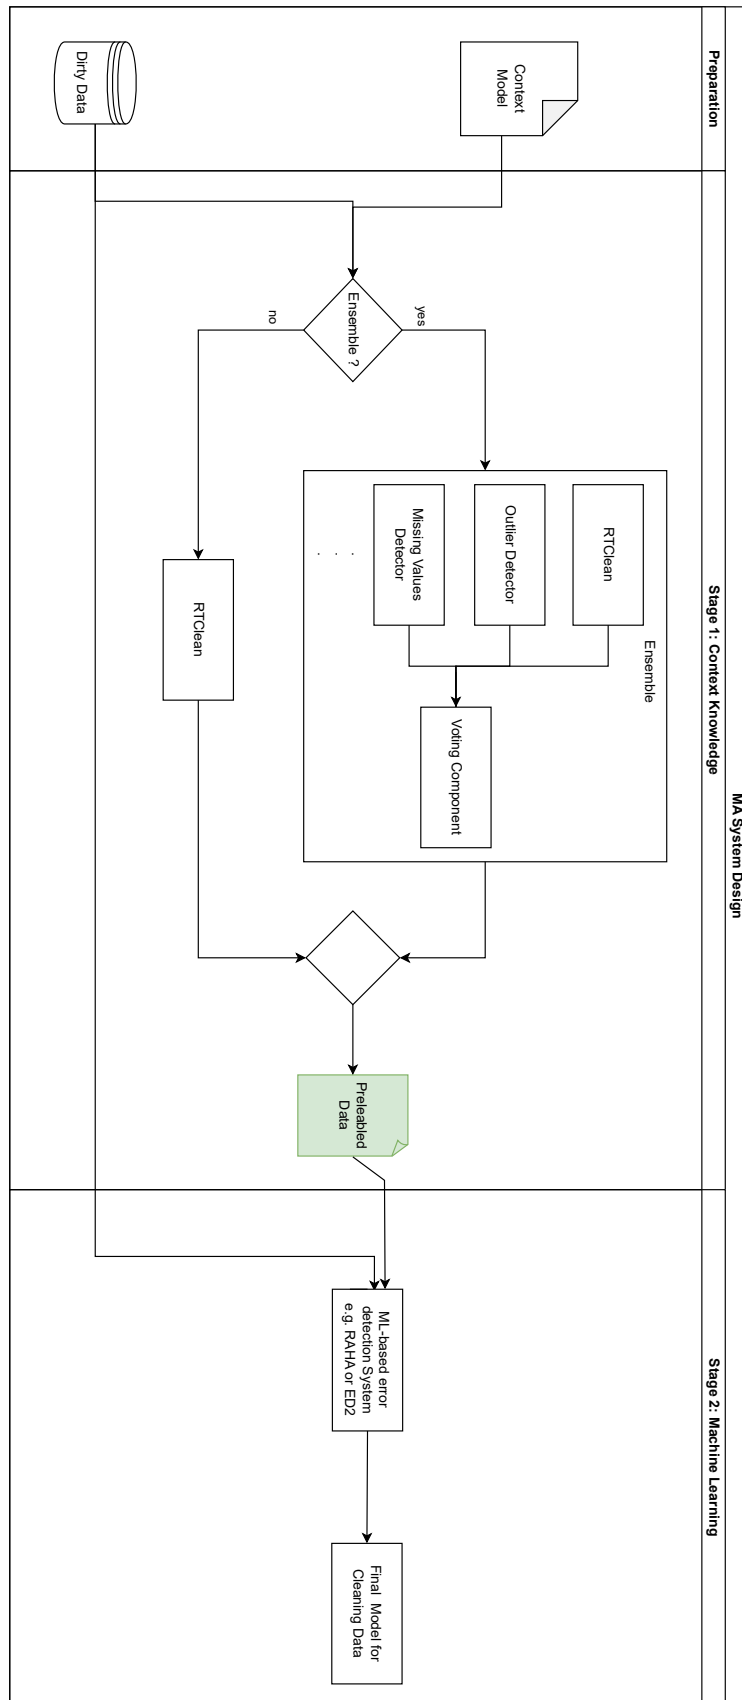 MA System Design
Preparation
Stage 1: Context Knowledge
Stage 2: Machine Learning
Context
Model
Dirty Data
Ensemble ?
yes
no
Ensemble
RTClean
Outlier Detector
Missing Values
Detector
. . .
Voting Component
RTClean
Preleabled
Data
ML-based error
detection System
e.g. RAHA or ED2
Final Model for
Cleaning Data